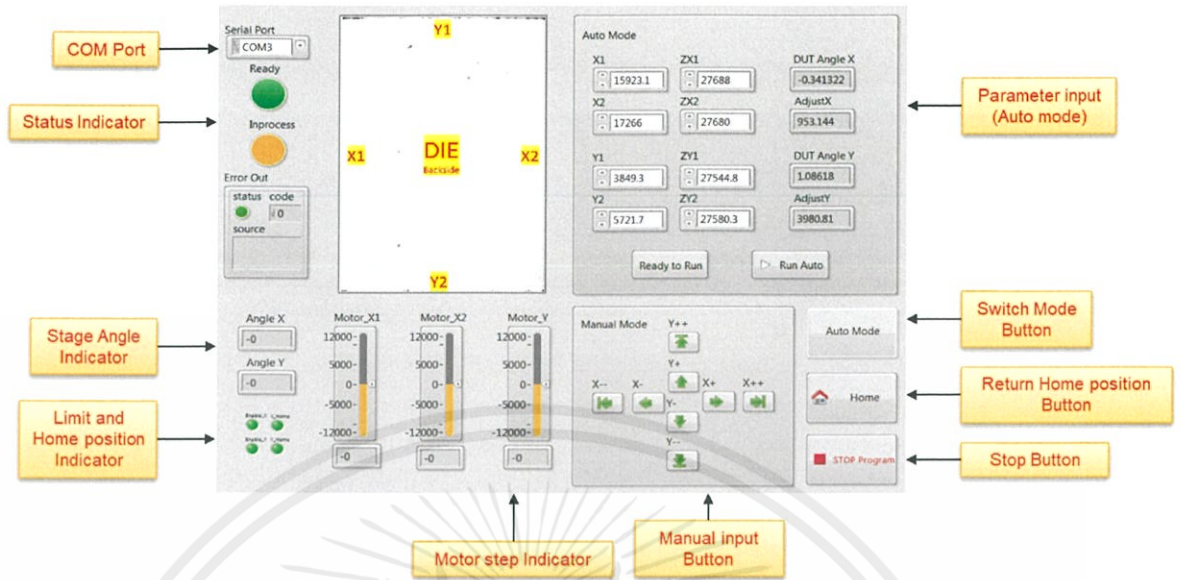 COM Port
Status Indicator
Stage Angle
Indicator
Limit and
Home position
Indicator
Serial Port
COM3
Ready
Inprocess
Error Out
status code
0
source
Y1
X1
DIE
Backside
X2
Y2
Auto Mode
X1 ZX1 DUT Angle X
15923.1 27688 -0.341322
X2 ZX2 AdjustX
17266 27680 953.144
Y1 ZY1 DUT Angle Y
3849.3 27544.8 1.08618
Y2 ZY2 AdjustY
5721.7 27580.3 3980.81
Ready to Run Run Auto
Parameter input
(Auto mode)
Angle X
-0
Angle Y
-0
Motor_X1 Motor_X2 Motor_Y
12000- 12000- 12000-
5000- 5000- 5000-
0- 0- 0-
-5000- -5000- -5000-
-12000- -12000- -12000-
-0 -0 -0
Manual Mode
Y++
Y+
X-- X- X+ X++
Y-
Y--
Auto Mode
Home
STOP Program
Switch Mode
Button
Return Home position
Button
Stop Button
Motor step Indicator
Manual input
Button